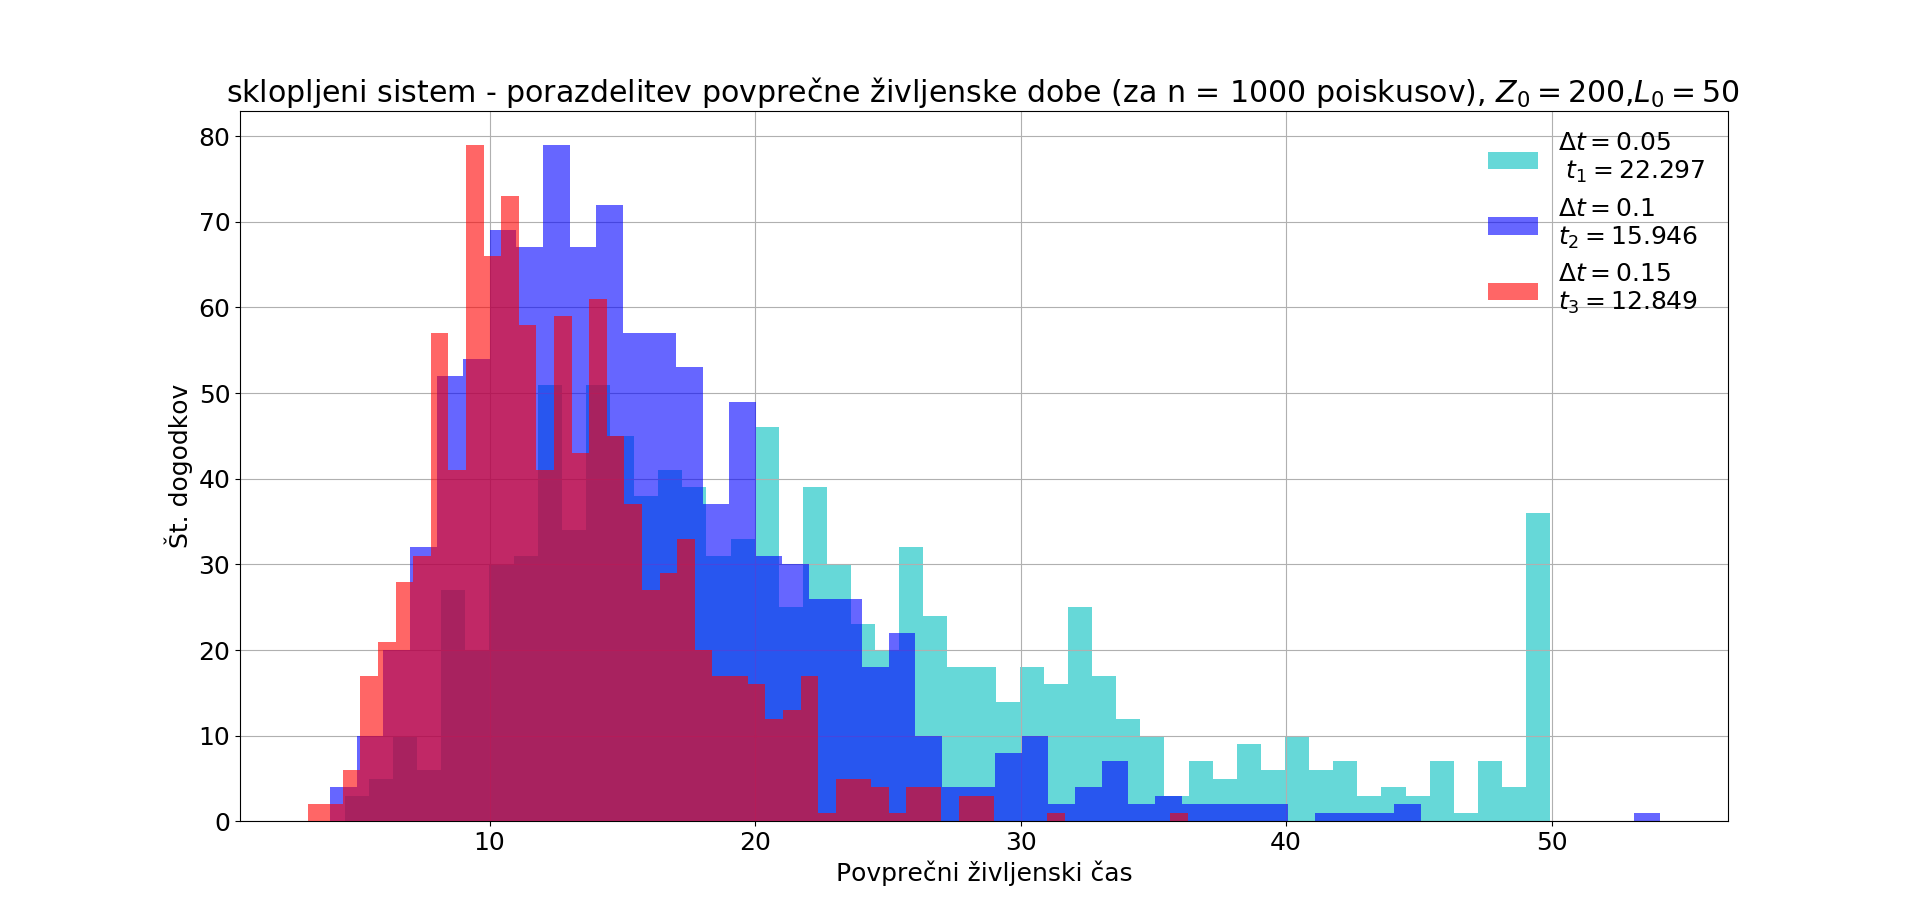 sklopljeni sistem - porazdelitev povprečne življenske dobe (za n = 1000 poiskusov), Z₀ = 200,L₀ = 50
80
70
60
50
40
30
20
10
0
Št. dogodkov
Δt = 0.05
t₁ = 22.297
Δt = 0.1
t₂ = 15.946
Δt = 0.15
t₃ = 12.849
10 20 30 40 50
Povprečni življenski čas